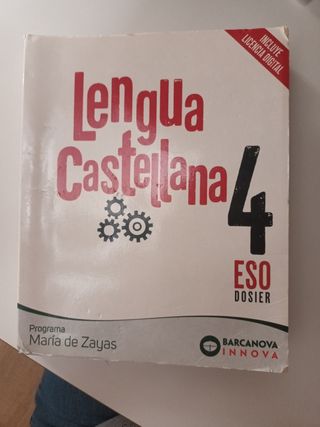 INCLUYE
LICENCIA DIGITAL
Lengua
Castellana
4
ESO
DOSIER
Programa
María de Zayas
BARCANOVA
INNOVA